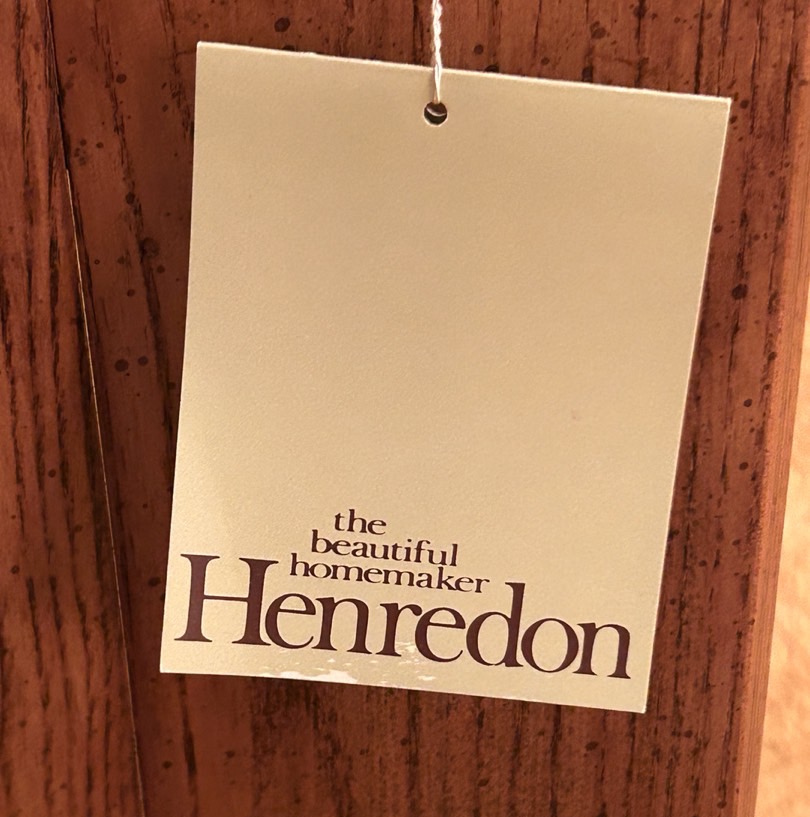 the
beautiful
homemaker
Henredon